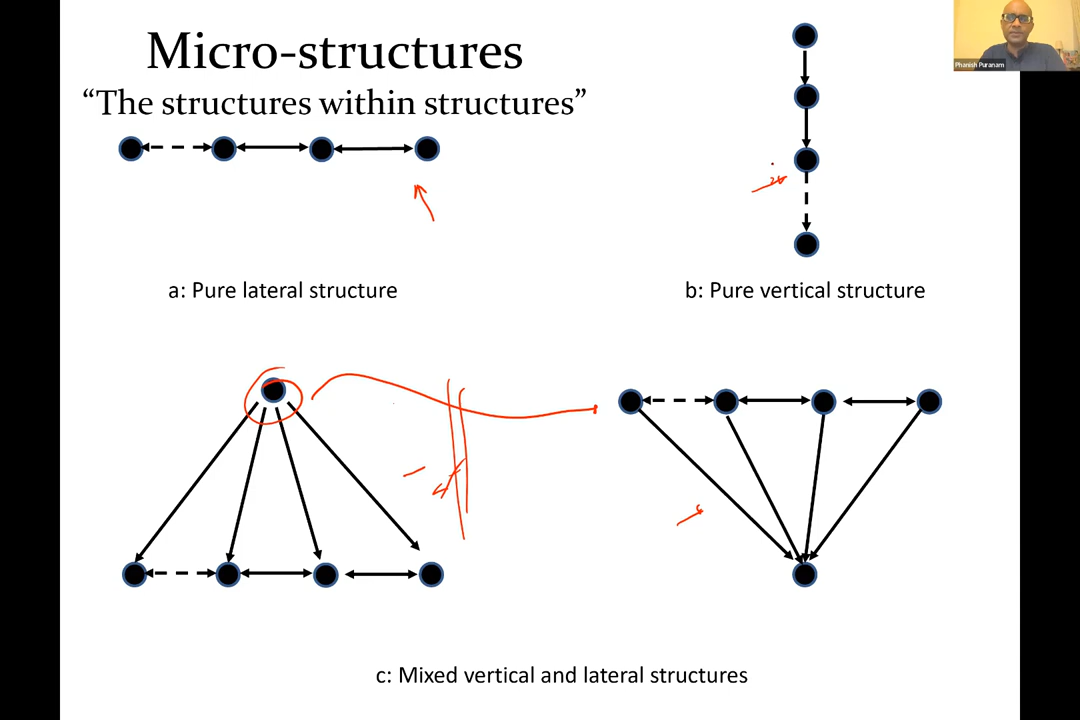 Micro-structures
“The structures within structures”
Phanish Puranam
a: Pure lateral structure
b: Pure vertical structure
c: Mixed vertical and lateral structures